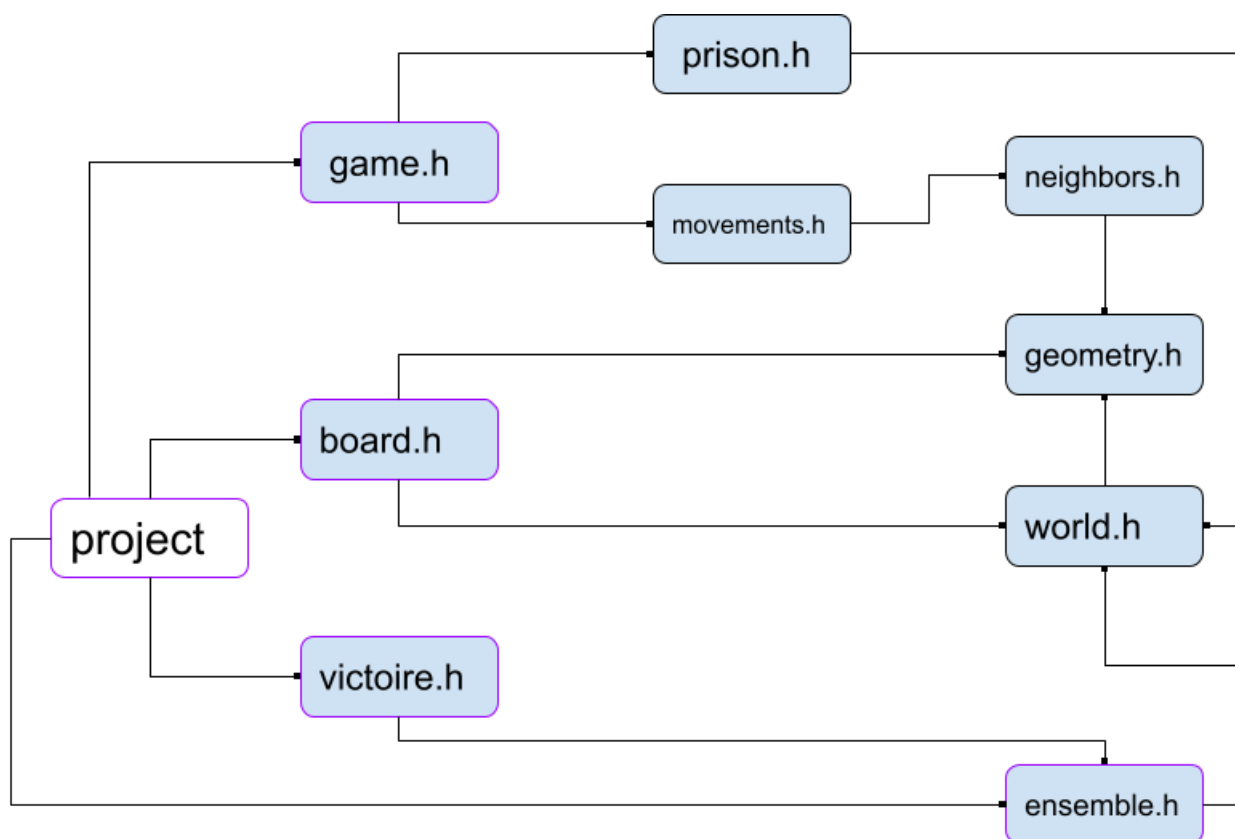 prison.h
game.h
neighbors.h
movements.h
geometry.h
board.h
project
world.h
victoire.h
ensemble.h